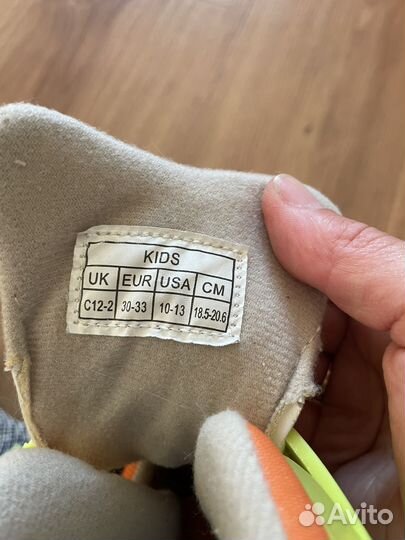 KIDS
UK EUR USA CM
C12-2 30-33 10-13 18.5-20.6
Avito